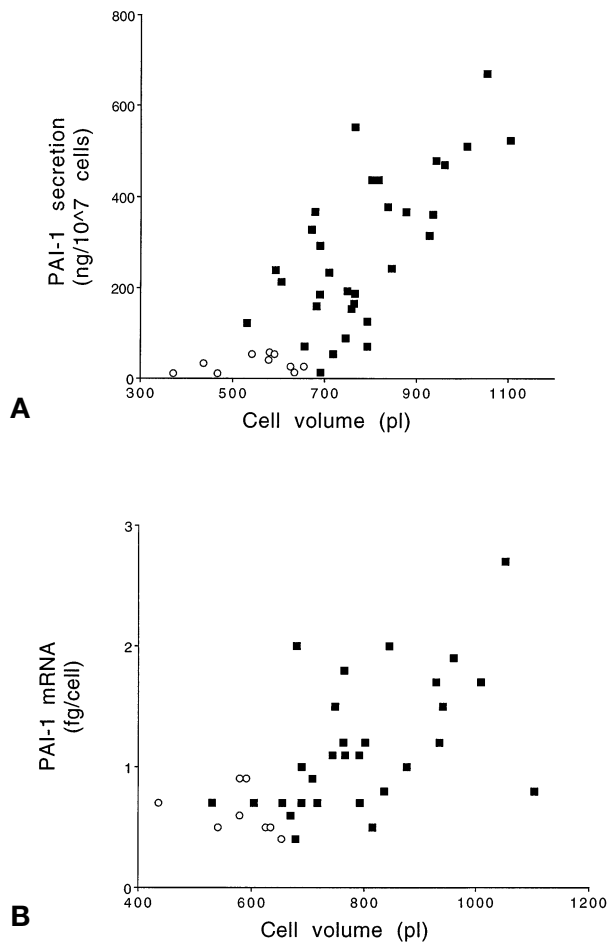 800
600
400
200
0
PAI-1 secretion
(ng/10^7 cells)
300 500 700 900 1100
Cell volume (pl)
A
3
2
1
0
PAI-1 mRNA
(fg/cell)
400 600 800 1000 1200
Cell volume (pl)
B